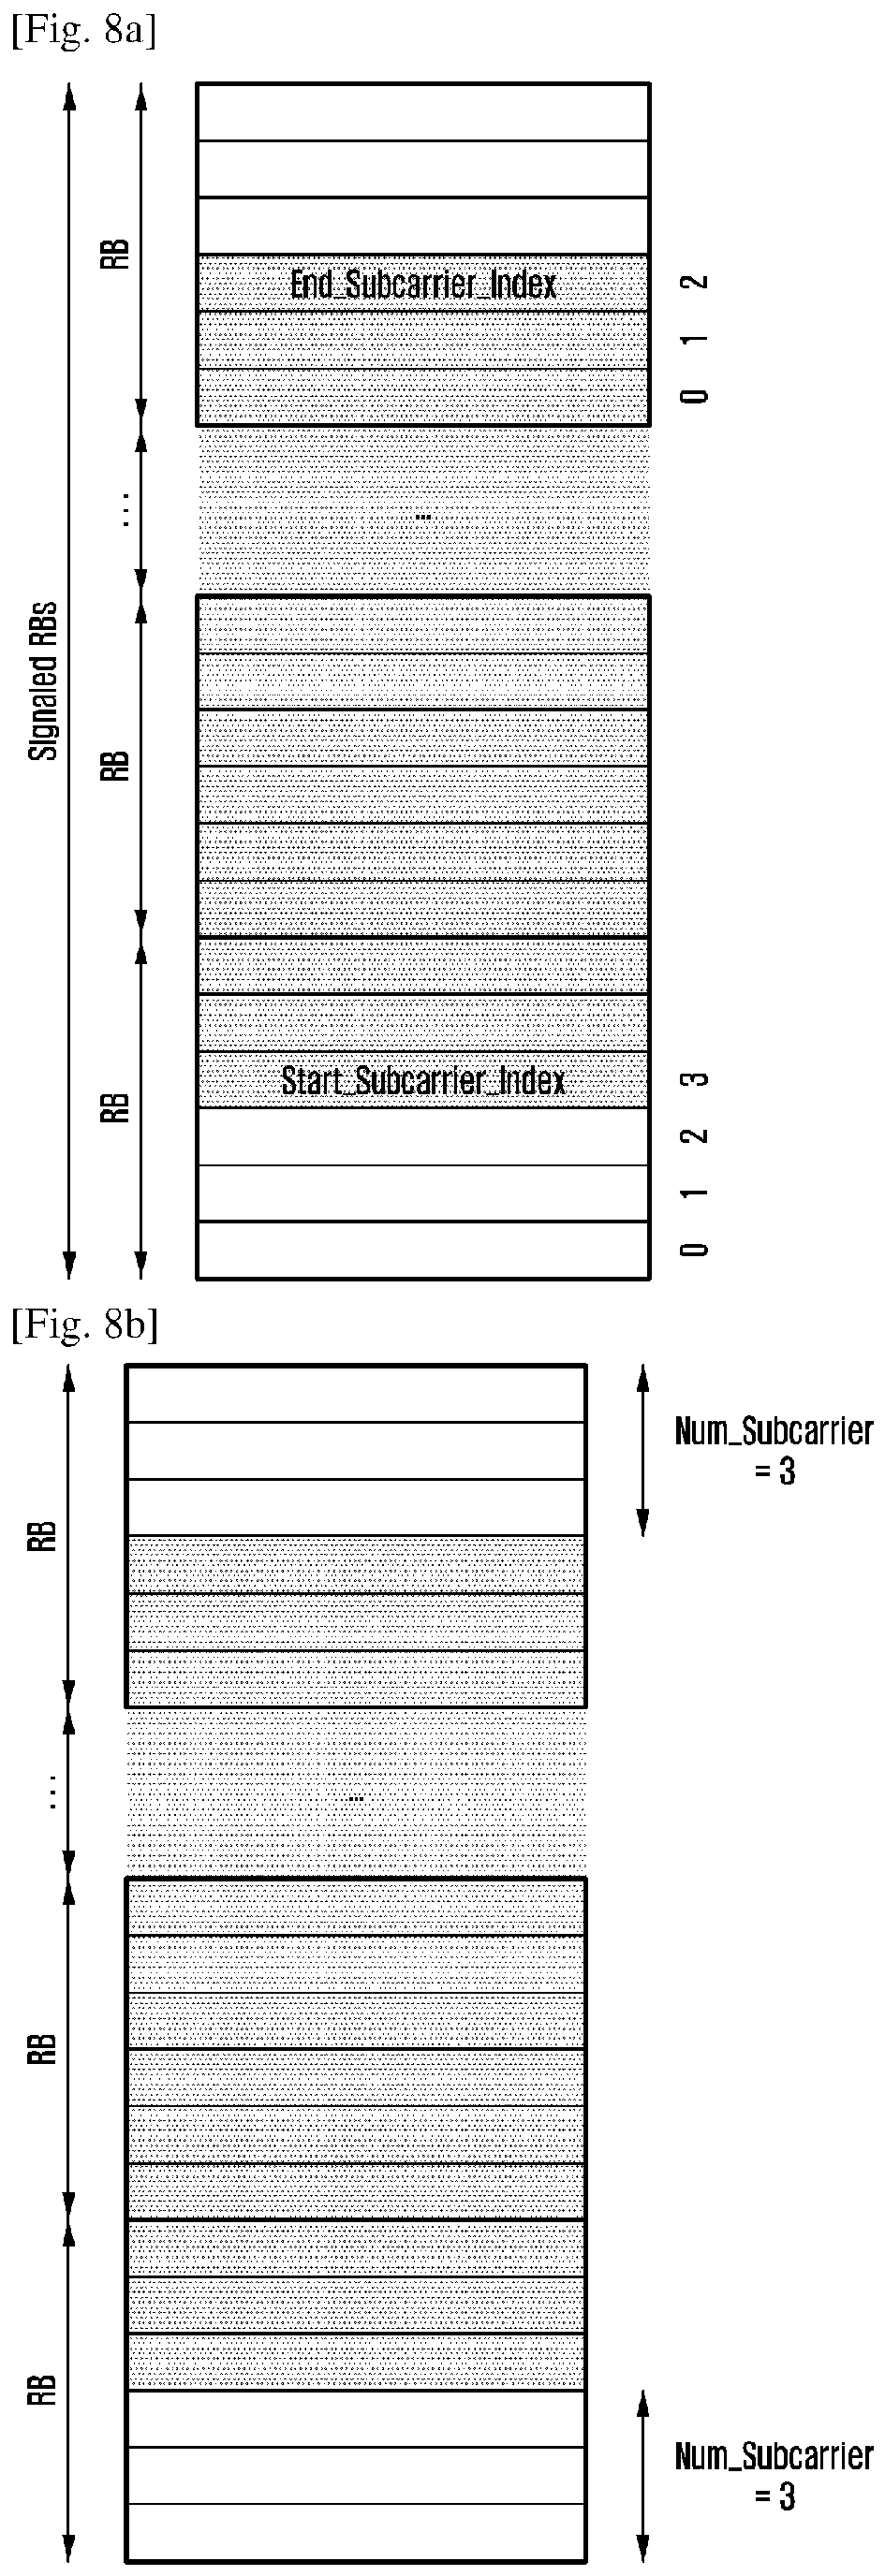 [Fig. 8a]
RB
End_Subcarrier_Index
2
1
0
...
...
Signaled RBs
RB
RB
Start_Subcarrier_Index
3
2
1
0
[Fig. 8b]
Num_Subcarrier
= 3
RB
...
...
RB
RB
Num_Subcarrier
= 3